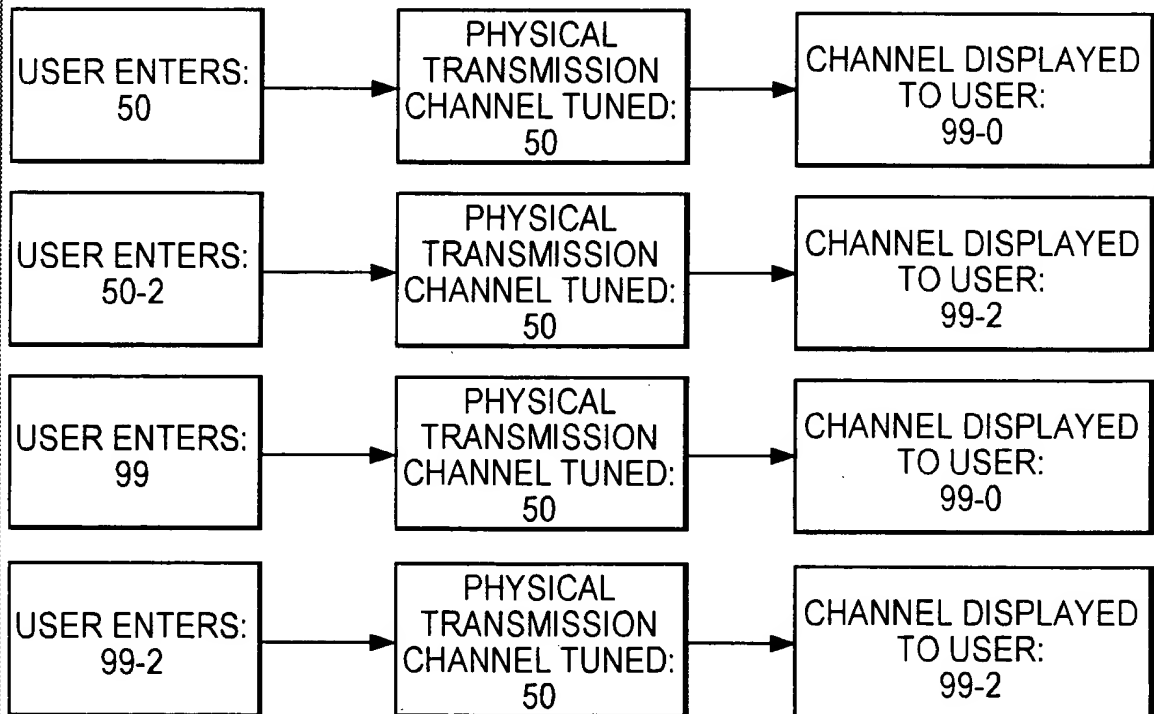 USER ENTERS:
50
PHYSICAL
TRANSMISSION
CHANNEL TUNED:
50
CHANNEL DISPLAYED
TO USER:
99-0
USER ENTERS:
50-2
PHYSICAL
TRANSMISSION
CHANNEL TUNED:
50
CHANNEL DISPLAYED
TO USER:
99-2
USER ENTERS:
99
PHYSICAL
TRANSMISSION
CHANNEL TUNED:
50
CHANNEL DISPLAYED
TO USER:
99-0
USER ENTERS:
99-2
PHYSICAL
TRANSMISSION
CHANNEL TUNED:
50
CHANNEL DISPLAYED
TO USER:
99-2